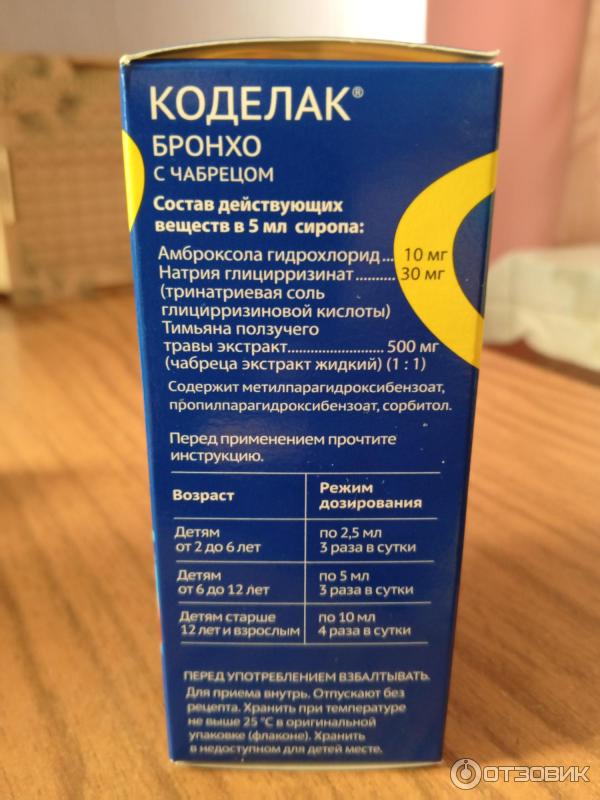 КОДЕЛАК®
БРОНХО
С ЧАБРЕЦОМ
Состав действующих
веществ в 5 мл сиропа:
Амброксола гидрохлорид... 10 мг
Натрия глицирризинат.......... 30 мг
(тринатриевая соль
глицирризиновой кислоты)
Тимьяна ползучего
травы экстракт........................ 500 мг
(чабреца экстракт жидкий) (1 : 1)
Содержит метилпарагидроксибензоат,
пропилпарагидроксибензоат, сорбитол.
Перед применением прочтите
инструкцию.
Возраст Режим дозирования
Детям от 2 до 6 лет по 2,5 мл 3 раза в сутки
Детям от 6 до 12 лет по 5 мл 3 раза в сутки
Детям старше 12 лет и взрослым по 10 мл 4 раза в сутки
ПЕРЕД УПОТРЕБЛЕНИЕМ ВЗБАЛТЫВАТЬ.
Для приема внутрь. Отпускают без
рецепта. Хранить при температуре
не выше 25 °С в оригинальной
упаковке (флаконе). Хранить
в недоступном для детей месте.
ОТЗОВИК